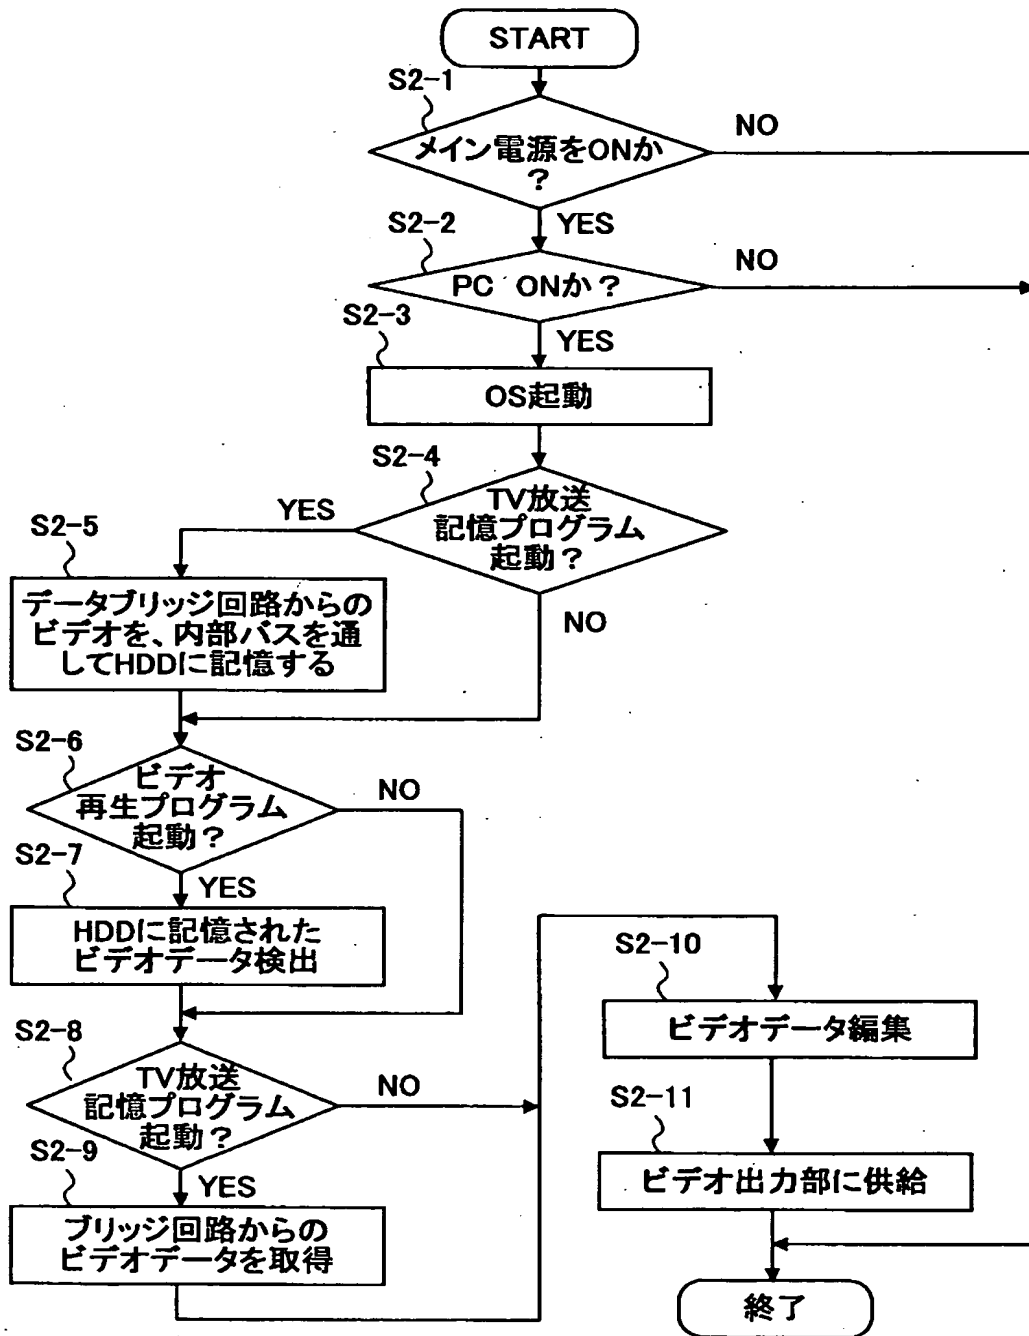 START
S2-1
メイン電源をONか
?
NO
YES
S2-2
PC ONか?
NO
YES
S2-3
OS起動
S2-4
TV放送
記憶プログラム
起動?
YES
NO
S2-5
データブリッジ回路からの
ビデオを、内部バスを通
してHDDに記憶する
S2-6
ビデオ
再生プログラム
起動?
NO
YES
S2-7
HDDに記憶された
ビデオデータ検出
S2-8
TV放送
記憶プログラム
起動?
NO
YES
S2-9
ブリッジ回路からの
ビデオデータを取得
S2-10
ビデオデータ編集
S2-11
ビデオ出力部に供給
終了